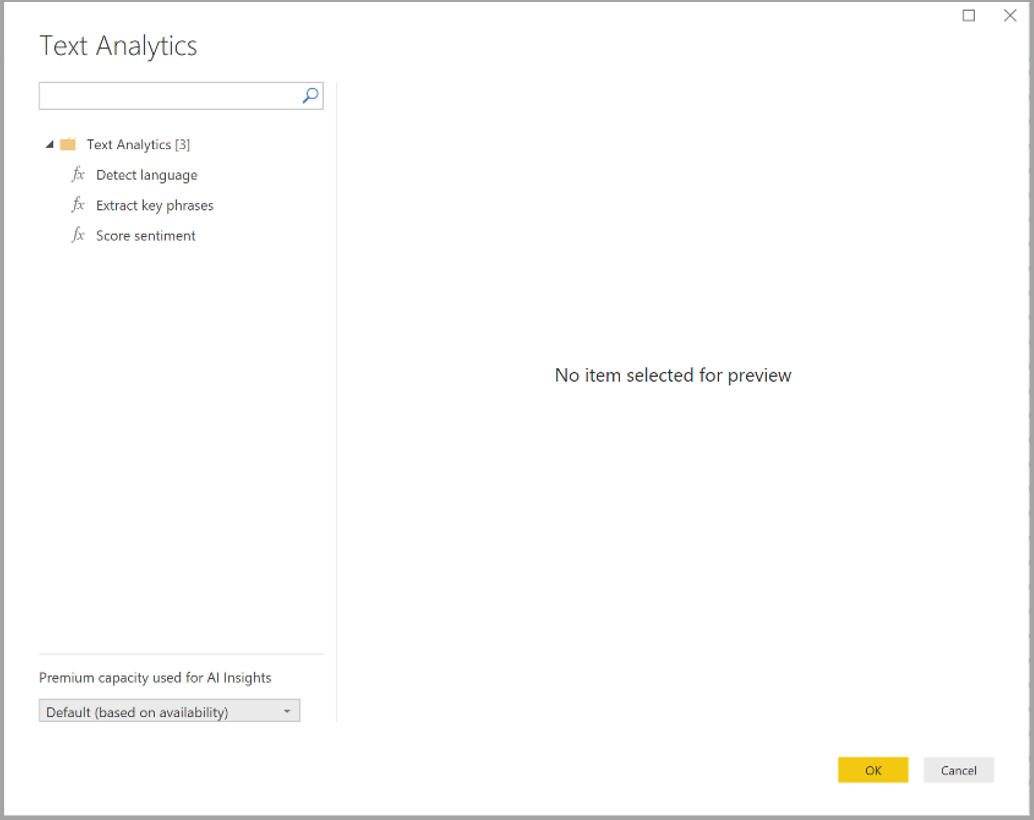 Text Analytics
Text Analytics [3]
fx Detect language
fx Extract key phrases
fx Score sentiment
No item selected for preview
Premium capacity used for AI Insights
Default (based on availability)
OK Cancel